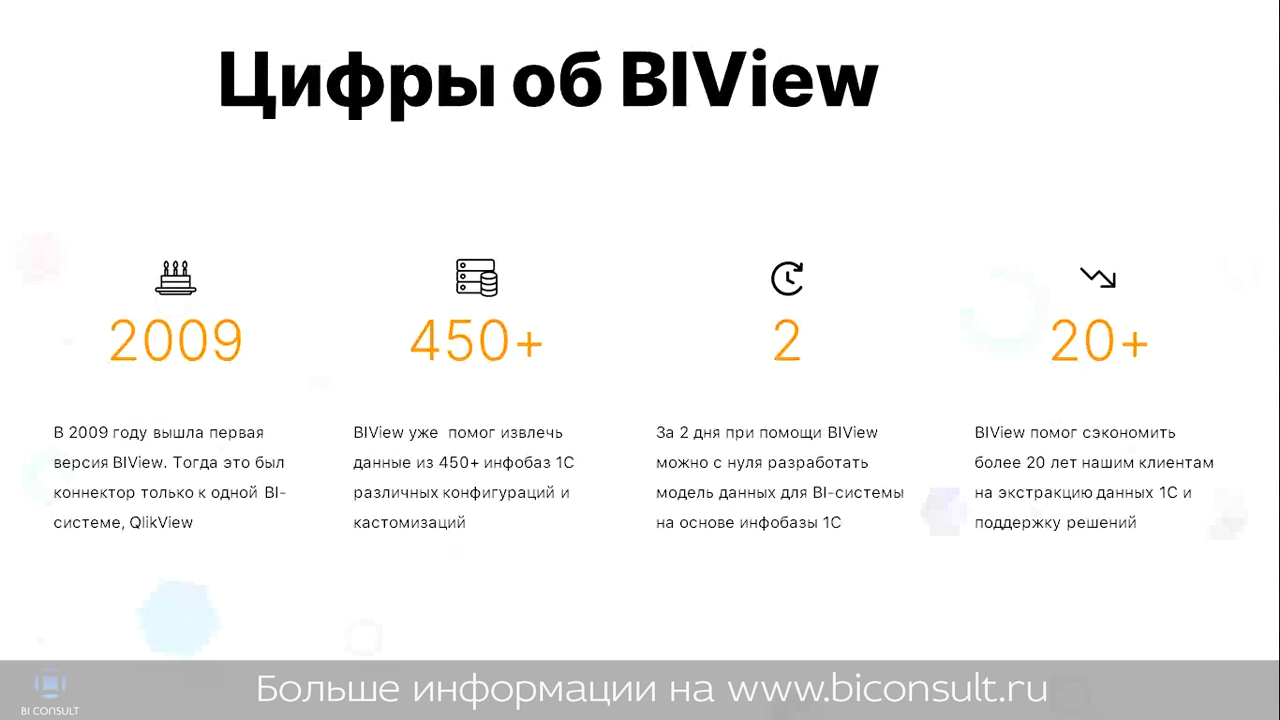 Цифры об BIView
2009
В 2009 году вышла первая
версия BIView. Тогда это был
коннектор только к одной BI-
системе, QlikView
450+
BIView уже помог извлечь
данные из 450+ инфобаз 1С
различных конфигураций и
кастомизаций
2
За 2 дня при помощи BIView
можно с нуля разработать
модель данных для BI-системы
на основе инфобазы 1С
20+
BIView помог сэкономить
более 20 лет нашим клиентам
на экстракцию данных 1С и
поддержку решений
BI CONSULT
Больше информации на www.biconsult.ru